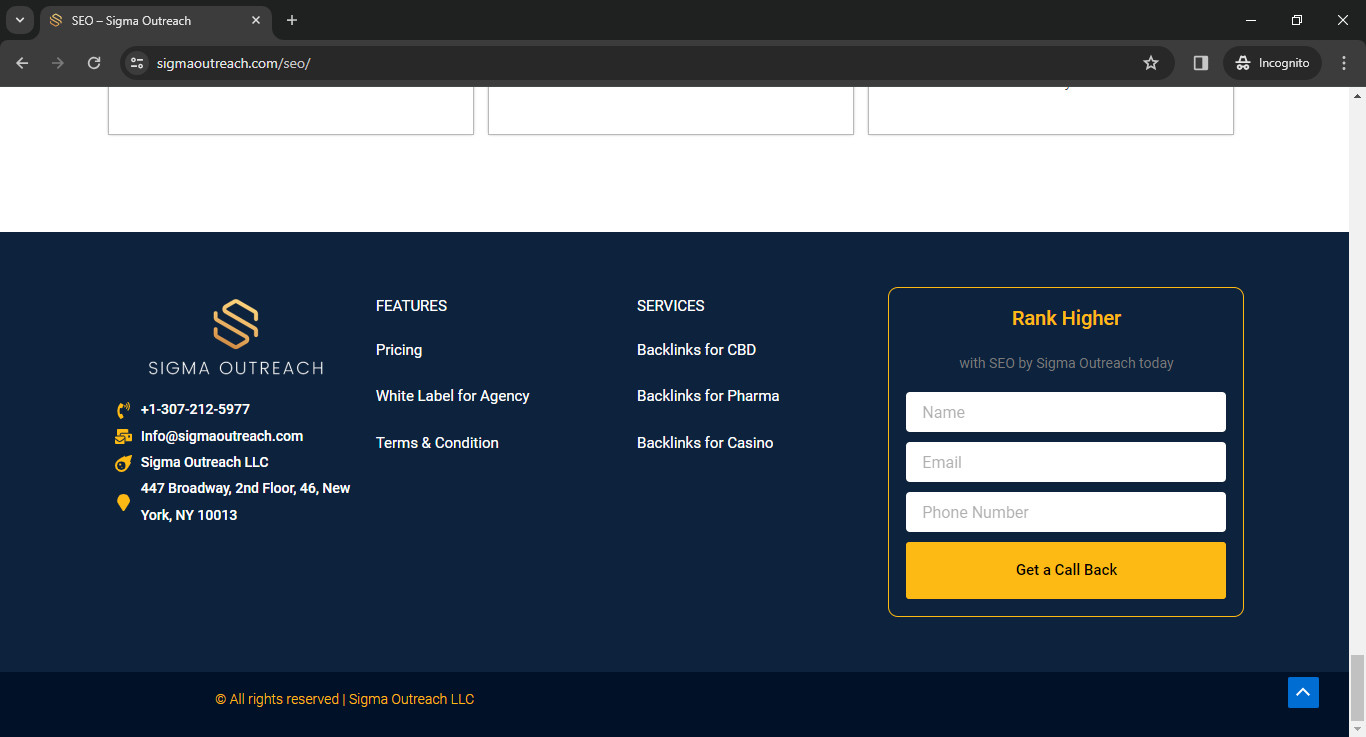 SEO – Sigma Outreach
sigmaoutreach.com/seo/
Incognito
SIGMA OUTREACH
+1-307-212-5977
Info@sigmaoutreach.com
Sigma Outreach LLC
447 Broadway, 2nd Floor, 46, New
York, NY 10013
FEATURES
Pricing
White Label for Agency
Terms & Condition
SERVICES
Backlinks for CBD
Backlinks for Pharma
Backlinks for Casino
Rank Higher
with SEO by Sigma Outreach today
Name
Email
Phone Number
Get a Call Back
© All rights reserved | Sigma Outreach LLC